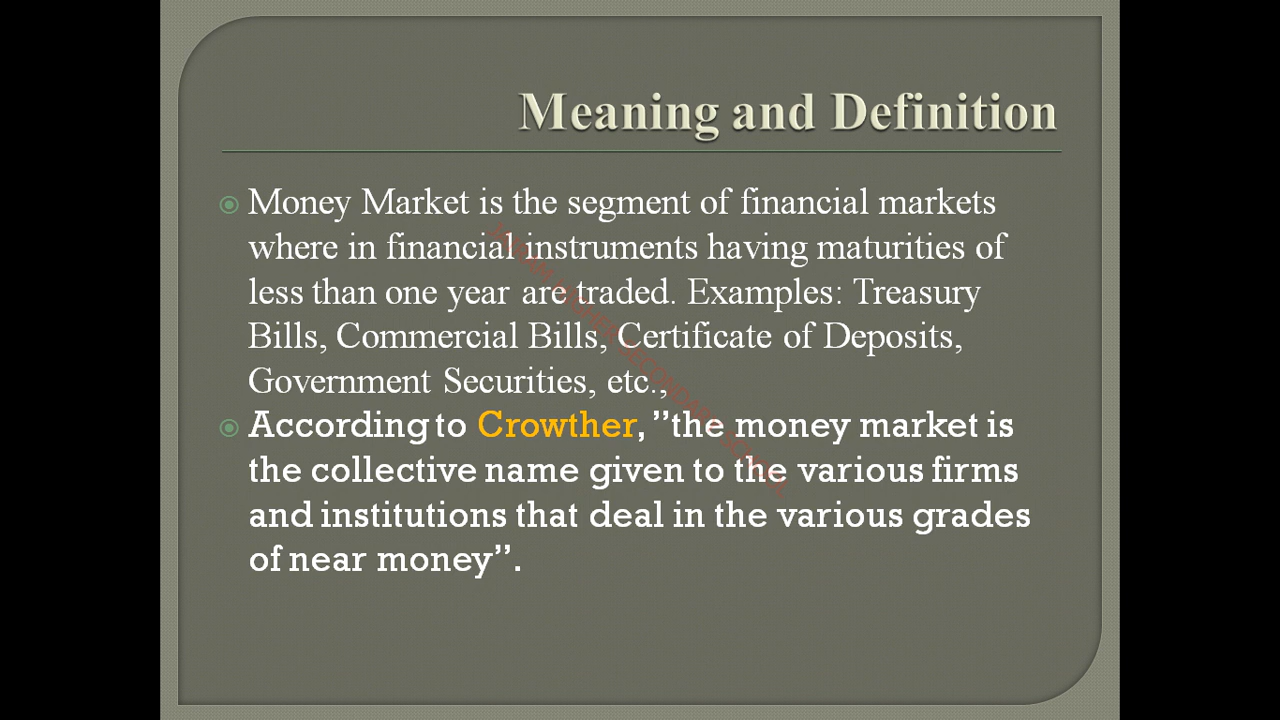 Meaning and Definition
Money Market is the segment of financial markets
where in financial instruments having maturities of
less than one year are traded. Examples: Treasury
Bills, Commercial Bills, Certificate of Deposits,
Government Securities, etc.,
According to Crowther, ”the money market is
the collective name given to the various firms
and institutions that deal in the various grades
of near money”.
HIGHER SECONDARY SCHOOL